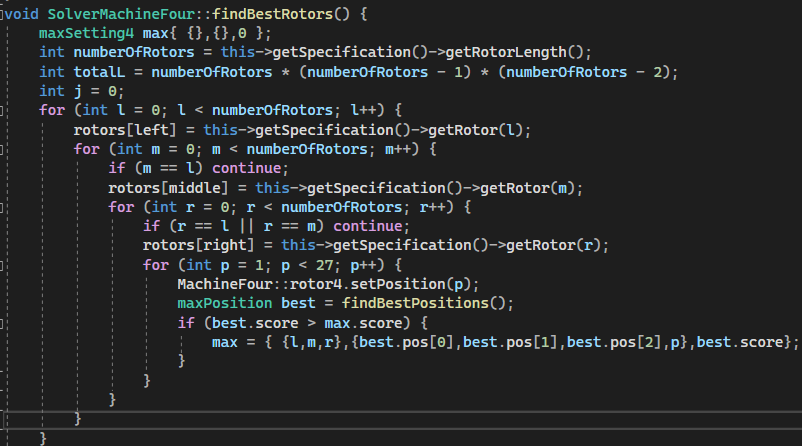 void SolverMachineFour::findBestRotors() {
    maxSetting4 max{ {},{},0 };
    int numberOfRotors = this->getSpecification()->getRotorLength();
    int totalL = numberOfRotors * (numberOfRotors - 1) * (numberOfRotors - 2);
    int j = 0;
    for (int l = 0; l < numberOfRotors; l++) {
        rotors[left] = this->getSpecification()->getRotor(l);
        for (int m = 0; m < numberOfRotors; m++) {
            if (m == l) continue;
            rotors[middle] = this->getSpecification()->getRotor(m);
            for (int r = 0; r < numberOfRotors; r++) {
                if (r == l || r == m) continue;
                rotors[right] = this->getSpecification()->getRotor(r);
                for (int p = 1; p < 27; p++) {
                    MachineFour::rotor4.setPosition(p);
                    maxPosition best = findBestPositions();
                    if (best.score > max.score) {
                        max = { {l,m,r},{best.pos[0],best.pos[1],best.pos[2],p},best.score};
                    }
                }
            }
        }
    }